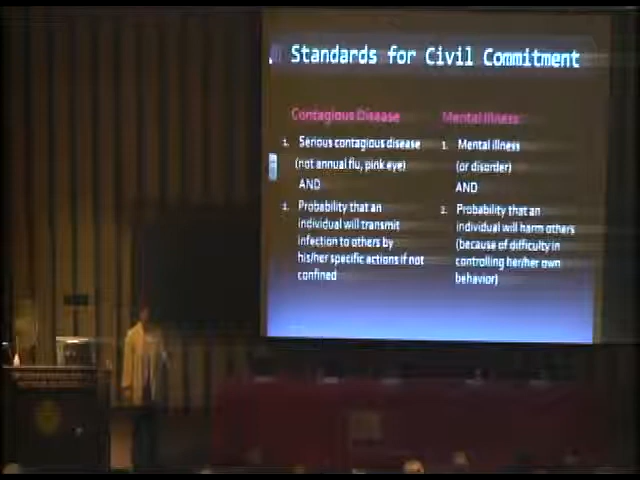 Standards for Civil Commitment
Contagious Disease
1. Serious contagious disease
(not annual flu, pink eye)
AND
2. Probability that an
individual will transmit
infection to others by
his/her specific actions if not
confined
Mental Illness
1. Mental illness
(or disorder)
AND
2. Probability that an
individual will harm others
(because of difficulty in
controlling her/her own
behavior)